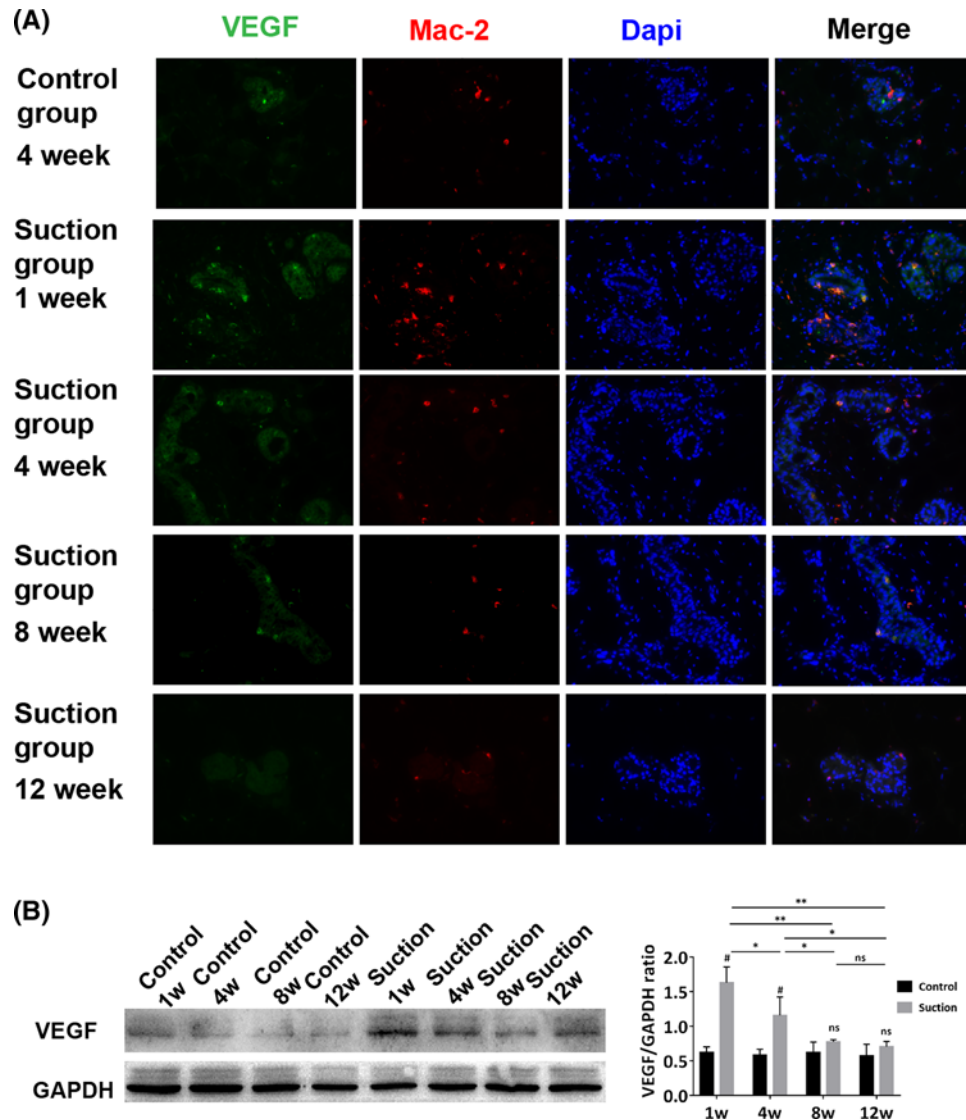 (A)
VEGF Mac-2 Dapi Merge
Control
group
4 week
Suction
group
1 week
Suction
group
4 week
Suction
group
8 week
Suction
group
12 week
(B)
Control Control Control Control Suction Suction Suction Suction
1w 4w 8w 12w 1w 4w 8w 12w
VEGF
GAPDH
**
**
*
*
*
ns
#
#
ns
ns
VEGF/GAPDH ratio
2.0
1.5
1.0
0.5
0.0
1w 4w 8w 12w
Control
Suction